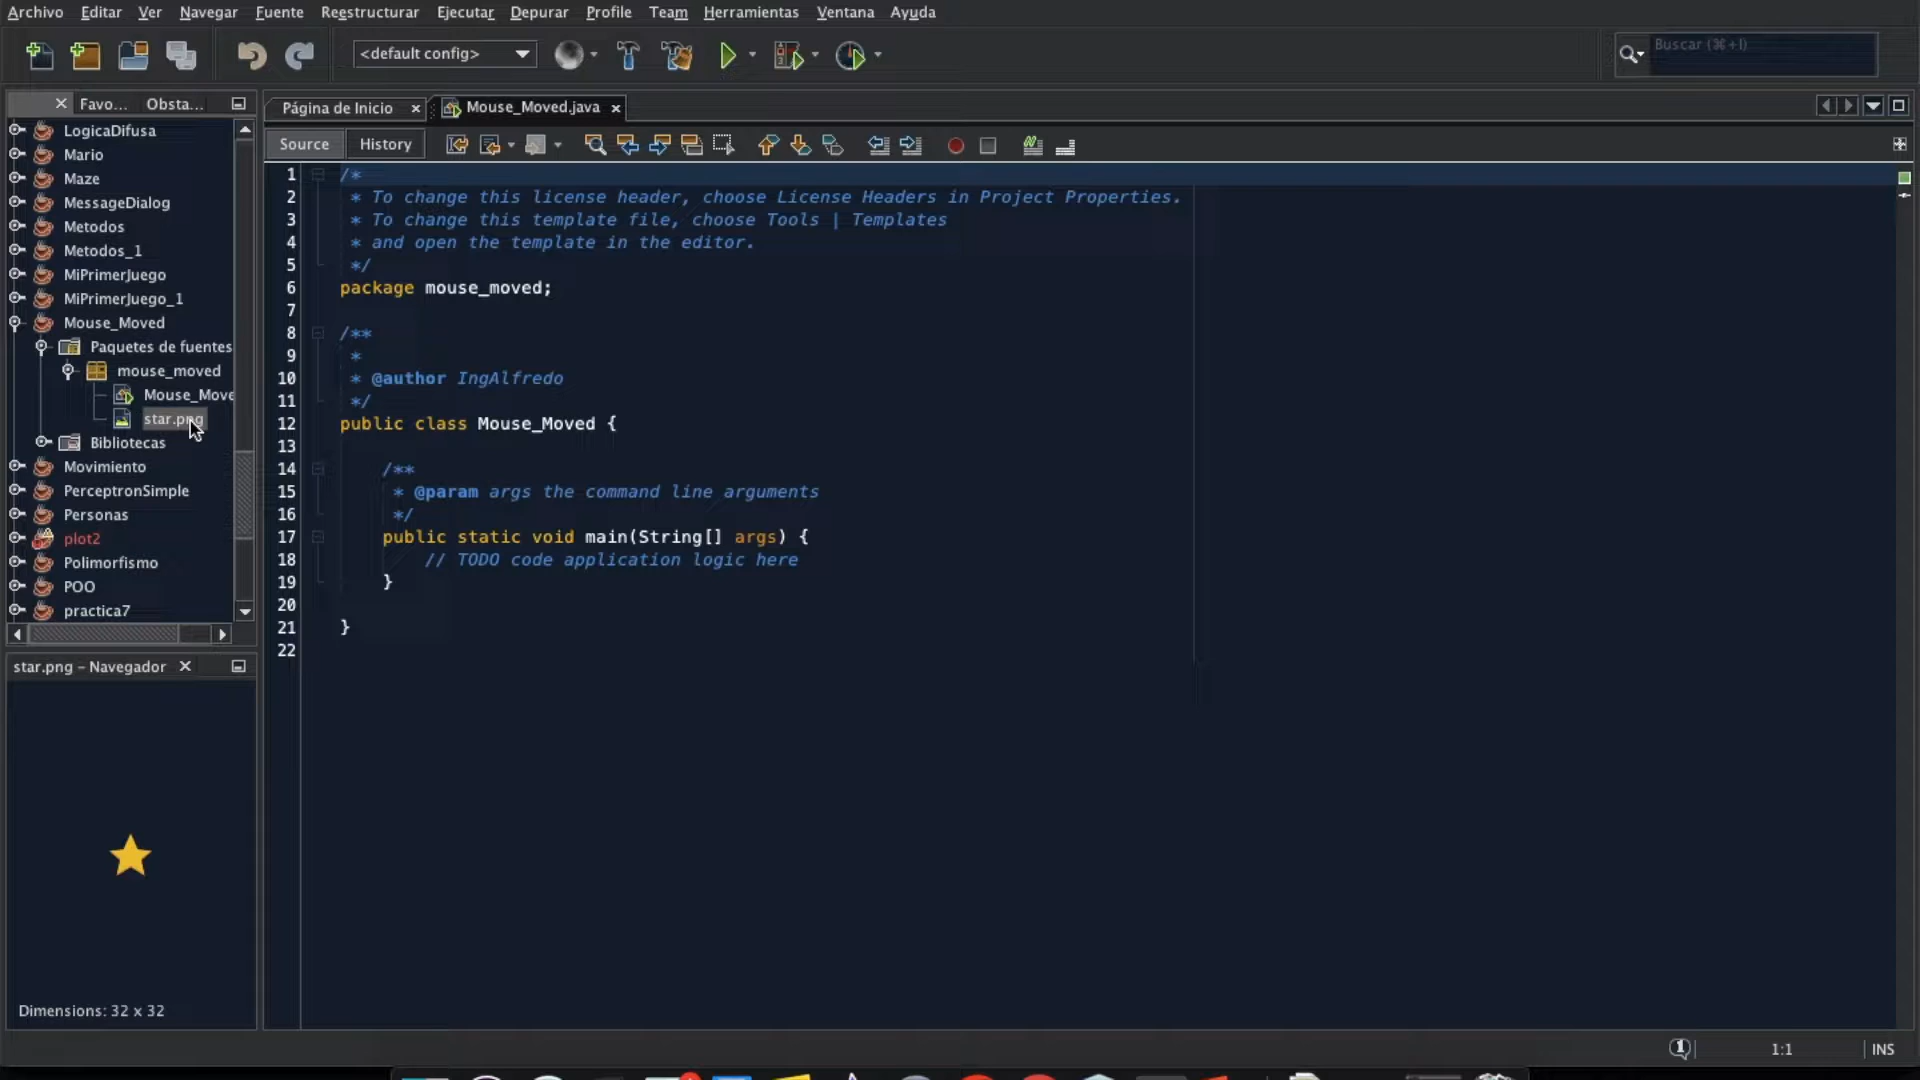 Archivo Editar Ver Navegar Fuente Reestructurar Ejecutar Depurar Profile Team Herramientas Ventana Ayuda
<default config>
Buscar (⌘+I)
Favo... Obsta...
LogicaDifusa
Mario
Maze
MessageDialog
Metodos
Metodos_1
MiPrimerJuego
MiPrimerJuego_1
Mouse_Moved
Paquetes de fuentes
mouse_moved
Mouse_Move
star.png
Bibliotecas
Movimiento
PerceptronSimple
Personas
plot2
Polimorfismo
POO
practica7
star.png - Navegador
Dimensions: 32 x 32
Página de Inicio Mouse_Moved.java
Source History
1 /*
2 * To change this license header, choose License Headers in Project Properties.
3 * To change this template file, choose Tools | Templates
4 * and open the template in the editor.
5 */
6 package mouse_moved;
7
8 /**
9 *
10 * @author IngAlfredo
11 */
12 public class Mouse_Moved {
13
14 /**
15 * @param args the command line arguments
16 */
17 public static void main(String[] args) {
18 // TODO code application logic here
19 }
20
21 }
22
1 1:1 INS